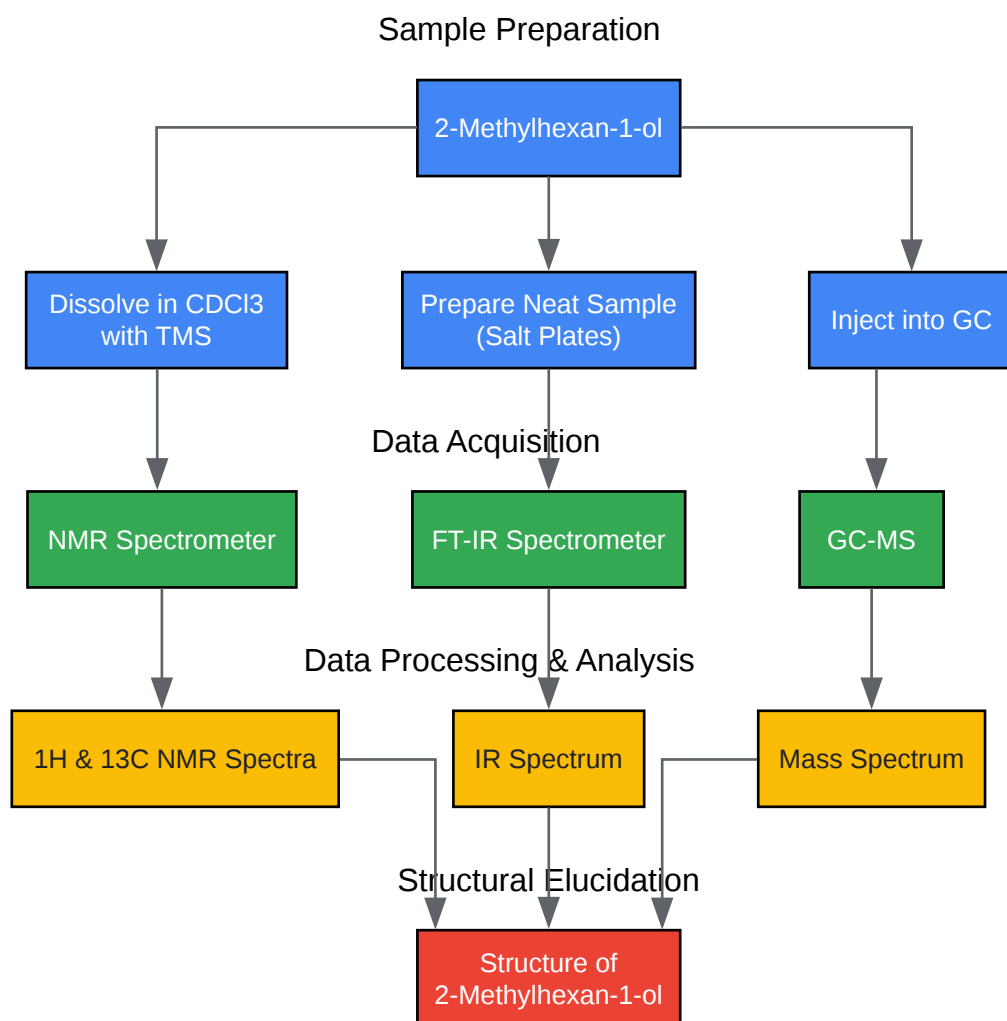 Sample Preparation
2-Methylhexan-1-ol
Dissolve in CDCl3
with TMS
Prepare Neat Sample
(Salt Plates)
Inject into GC
Data Acquisition
NMR Spectrometer
FT-IR Spectrometer
GC-MS
Data Processing & Analysis
1H & 13C NMR Spectra
IR Spectrum
Mass Spectrum
Structural Elucidation
Structure of
2-Methylhexan-1-ol